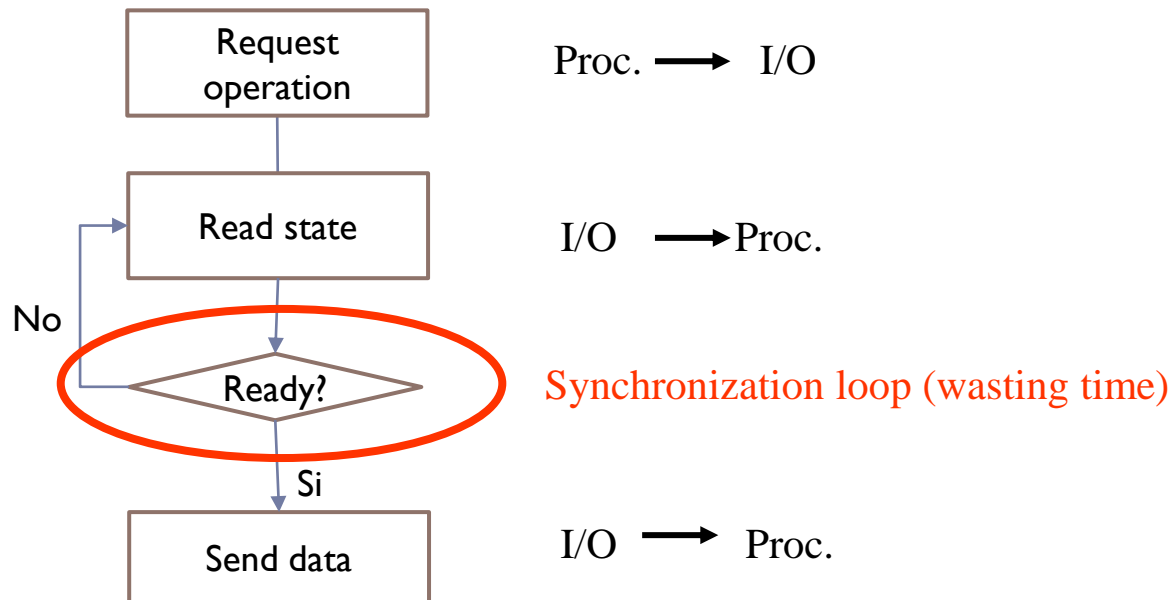 Request
operation
Proc. I/O
Read state
I/O Proc.
No
Ready?
Synchronization loop (wasting time)
Si
Send data
I/O Proc.